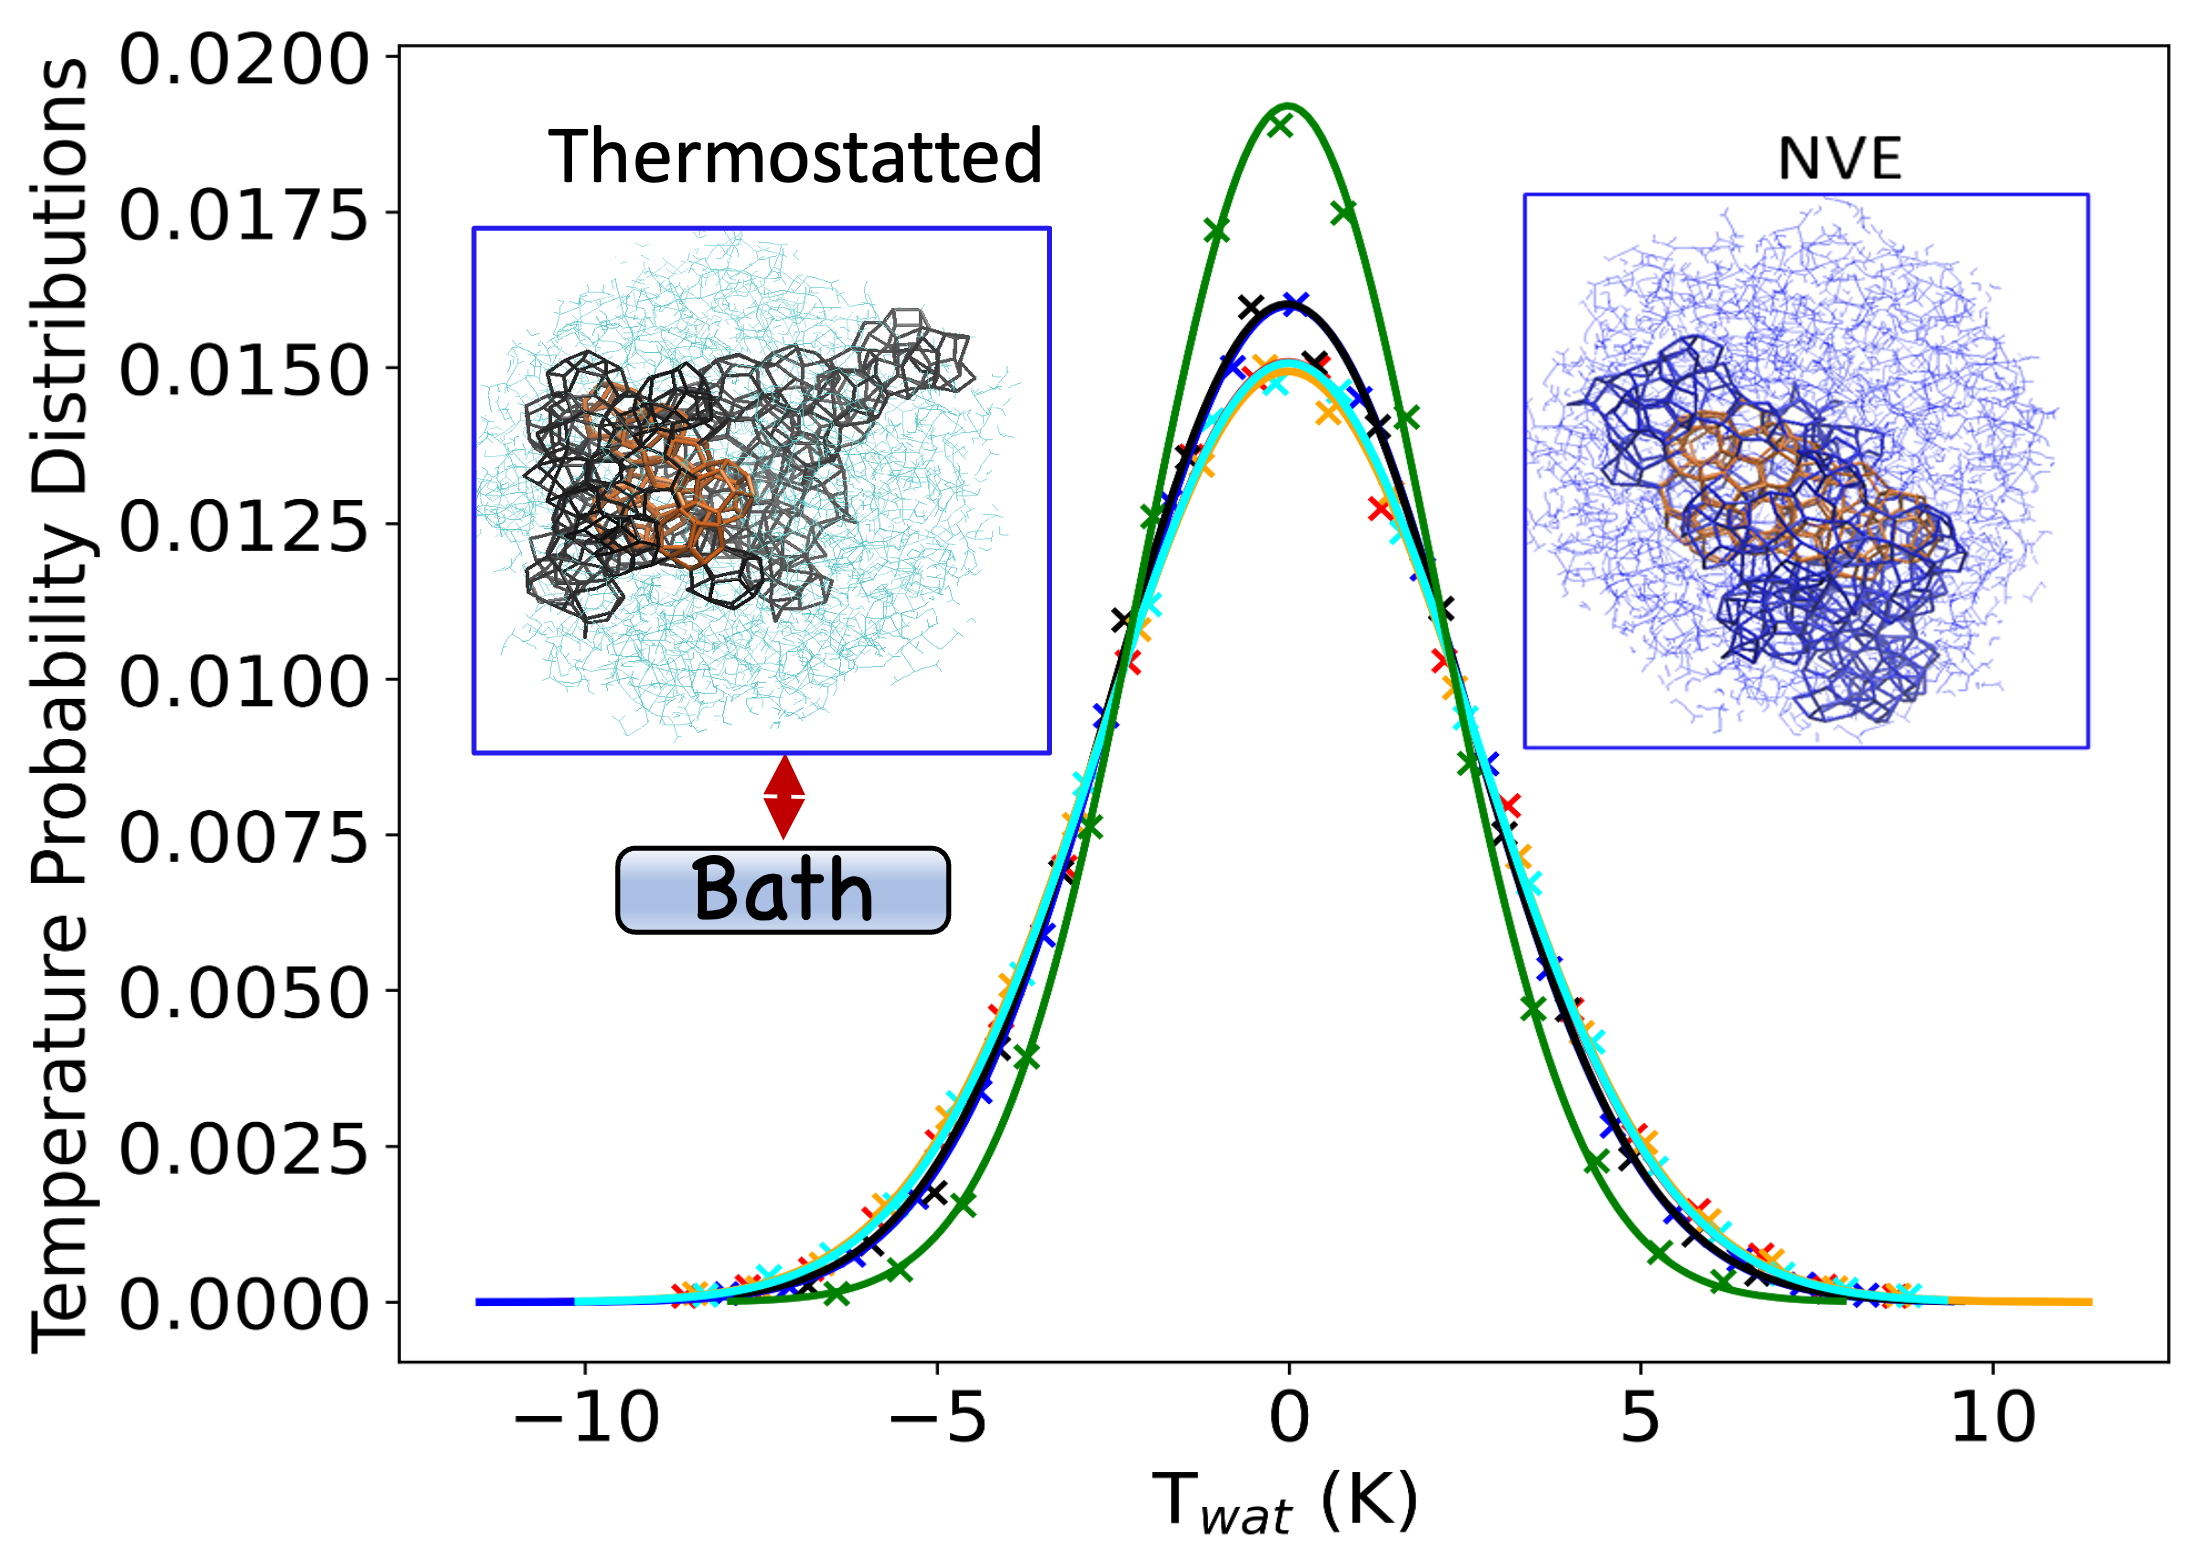 Temperature Probability Distributions
0.0200
0.0175
0.0150
0.0125
0.0100
0.0075
0.0050
0.0025
0.0000
Thermostatted
NVE
Bath
−10
−5
0
5
10
T_wat (K)